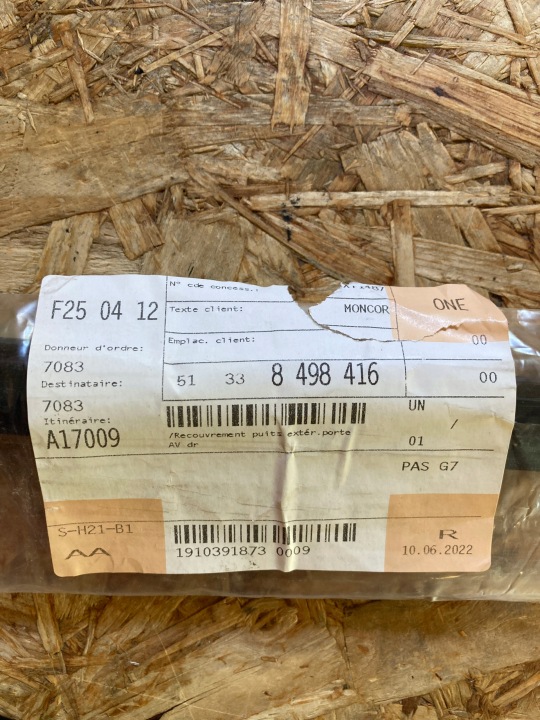 N° cde concess.:
F25 04 12
Texte client:
MONCOR
ONE
Emplac. client:
00
Donneur d'ordre:
7083
51 33 8 498 416
00
Destinataire:
7083
UN
Itinéraire:
/
A17009
/Recouvrement puits extér.porte
AV dr
01
PAS G7
S-H21-B1
AA
R
1910391873 0009
10.06.2022